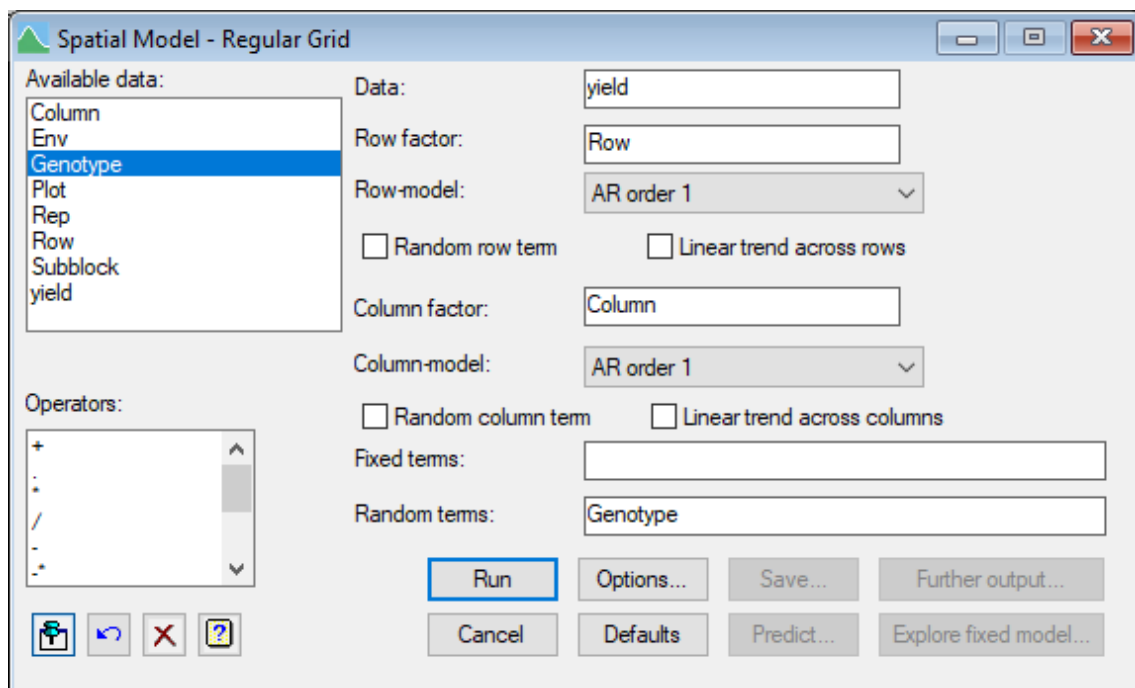 Spatial Model - Regular Grid
Available data:
Column
Env
Genotype
Plot
Rep
Row
Subblock
yield
Operators:
+
.
*
/
-
-*
Data: yield
Row factor: Row
Row-model: AR order 1
Random row term Linear trend across rows
Column factor: Column
Column-model: AR order 1
Random column term Linear trend across columns
Fixed terms:
Random terms: Genotype
Run Options... Save... Further output...
Cancel Defaults Predict... Explore fixed model...
?